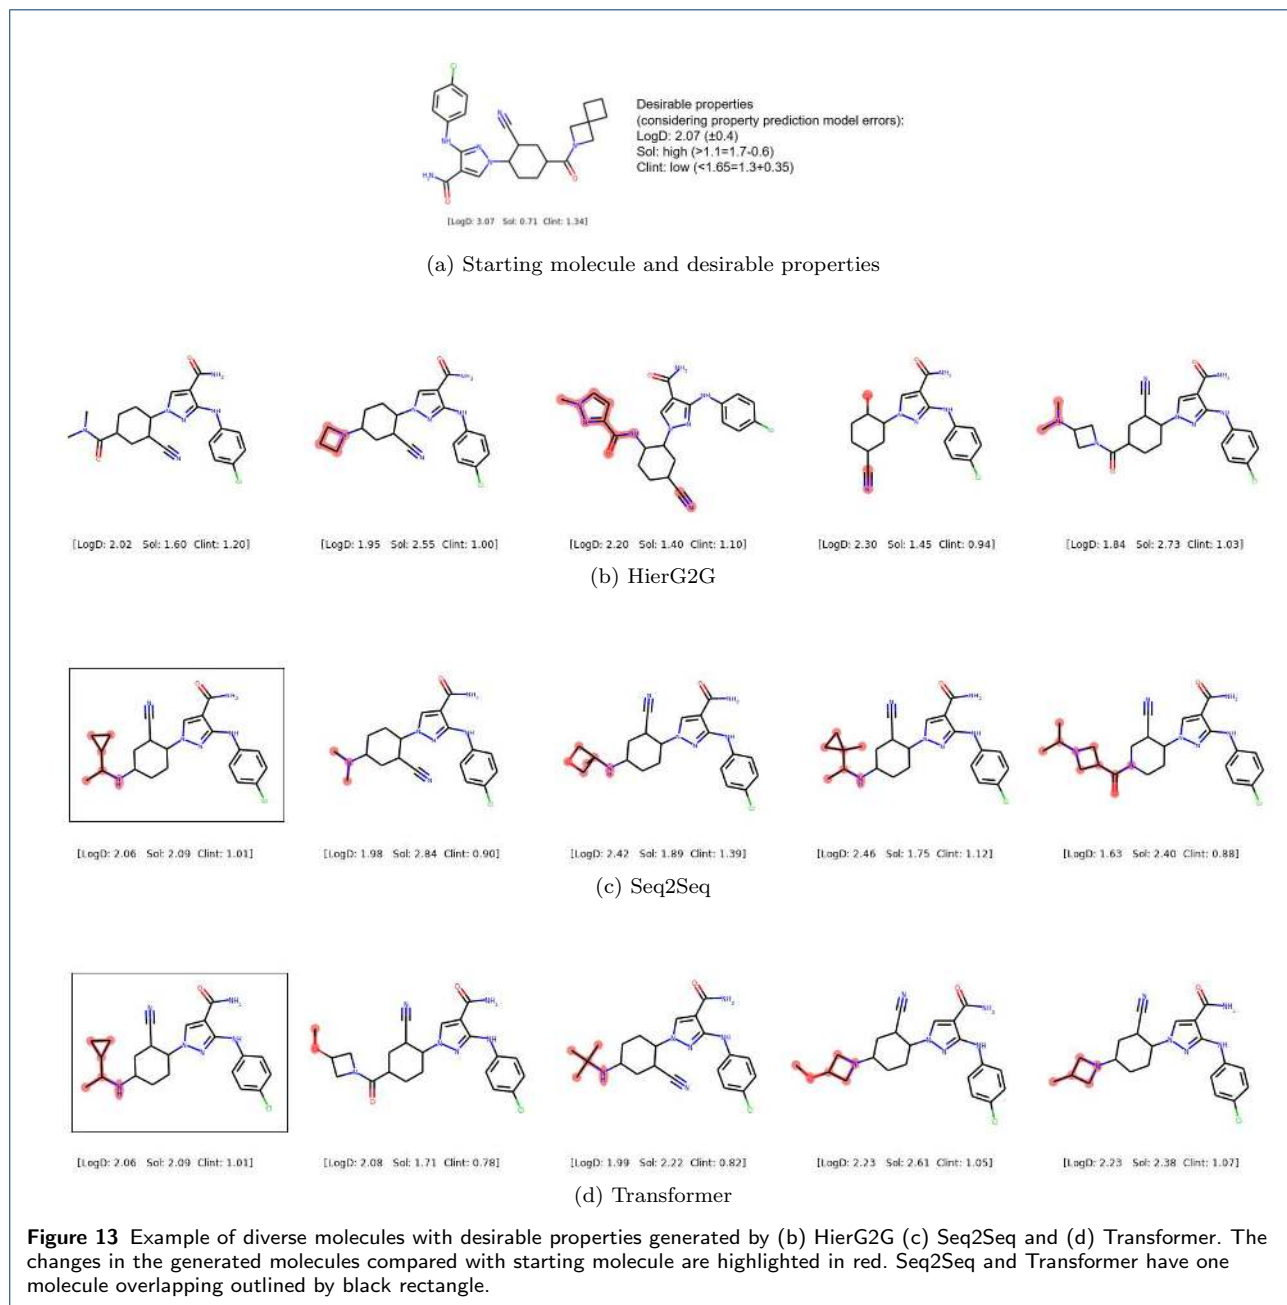 Cl
N
NH
N
N
N
H₂N
O
O
Desirable properties
(considering property prediction model errors):
LogD: 2.07 (±0.4)
Sol: high (>1.1=1.7-0.6)
Clint: low (<1.65=1.3+0.35)
[LogD: 3.07 Sol: 0.71 Clint: 1.34]
(a) Starting molecule and desirable properties
[LogD: 2.02 Sol: 1.60 Clint: 1.20] [LogD: 1.95 Sol: 2.55 Clint: 1.00] [LogD: 2.20 Sol: 1.40 Clint: 1.10] [LogD: 2.30 Sol: 1.45 Clint: 0.94] [LogD: 1.84 Sol: 2.73 Clint: 1.03]
(b) HierG2G
[LogD: 2.06 Sol: 2.09 Clint: 1.01] [LogD: 1.98 Sol: 2.84 Clint: 0.90] [LogD: 2.42 Sol: 1.89 Clint: 1.39] [LogD: 2.46 Sol: 1.75 Clint: 1.12] [LogD: 1.63 Sol: 2.40 Clint: 0.88]
(c) Seq2Seq
[LogD: 2.06 Sol: 2.09 Clint: 1.01] [LogD: 2.08 Sol: 1.71 Clint: 0.78] [LogD: 1.99 Sol: 2.22 Clint: 0.82] [LogD: 2.23 Sol: 2.61 Clint: 1.05] [LogD: 2.23 Sol: 2.38 Clint: 1.07]
(d) Transformer
Figure 13 Example of diverse molecules with desirable properties generated by (b) HierG2G (c) Seq2Seq and (d) Transformer. The
changes in the generated molecules compared with starting molecule are highlighted in red. Seq2Seq and Transformer have one
molecule overlapping outlined by black rectangle.